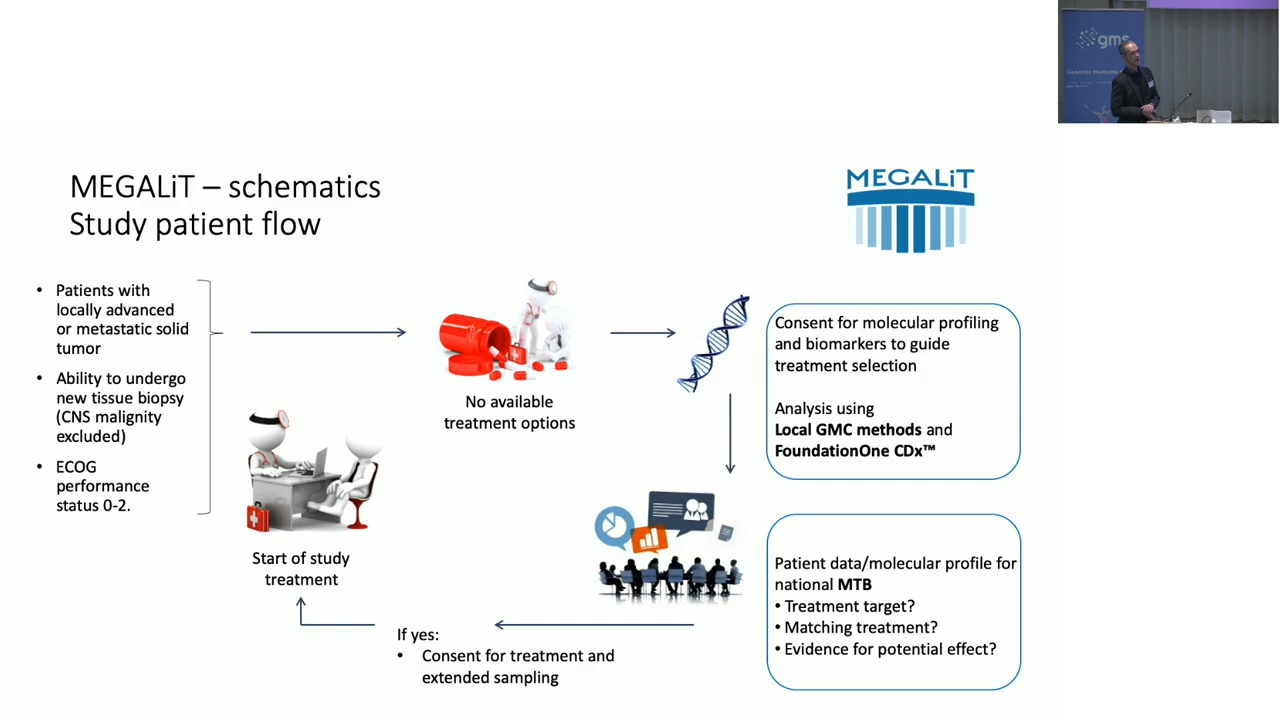 gms
Genomic Medicine
MEGALiT – schematics
Study patient flow
MEGALiT
• Patients with
locally advanced
or metastatic solid
tumor
• Ability to undergo
new tissue biopsy
(CNS malignity
excluded)
• ECOG
performance
status 0-2.
No available
treatment options
Consent for molecular profiling
and biomarkers to guide
treatment selection
Analysis using
Local GMC methods and
FoundationOne CDx™
Patient data/molecular profile for
national MTB
• Treatment target?
• Matching treatment?
• Evidence for potential effect?
If yes:
• Consent for treatment and
extended sampling
Start of study
treatment